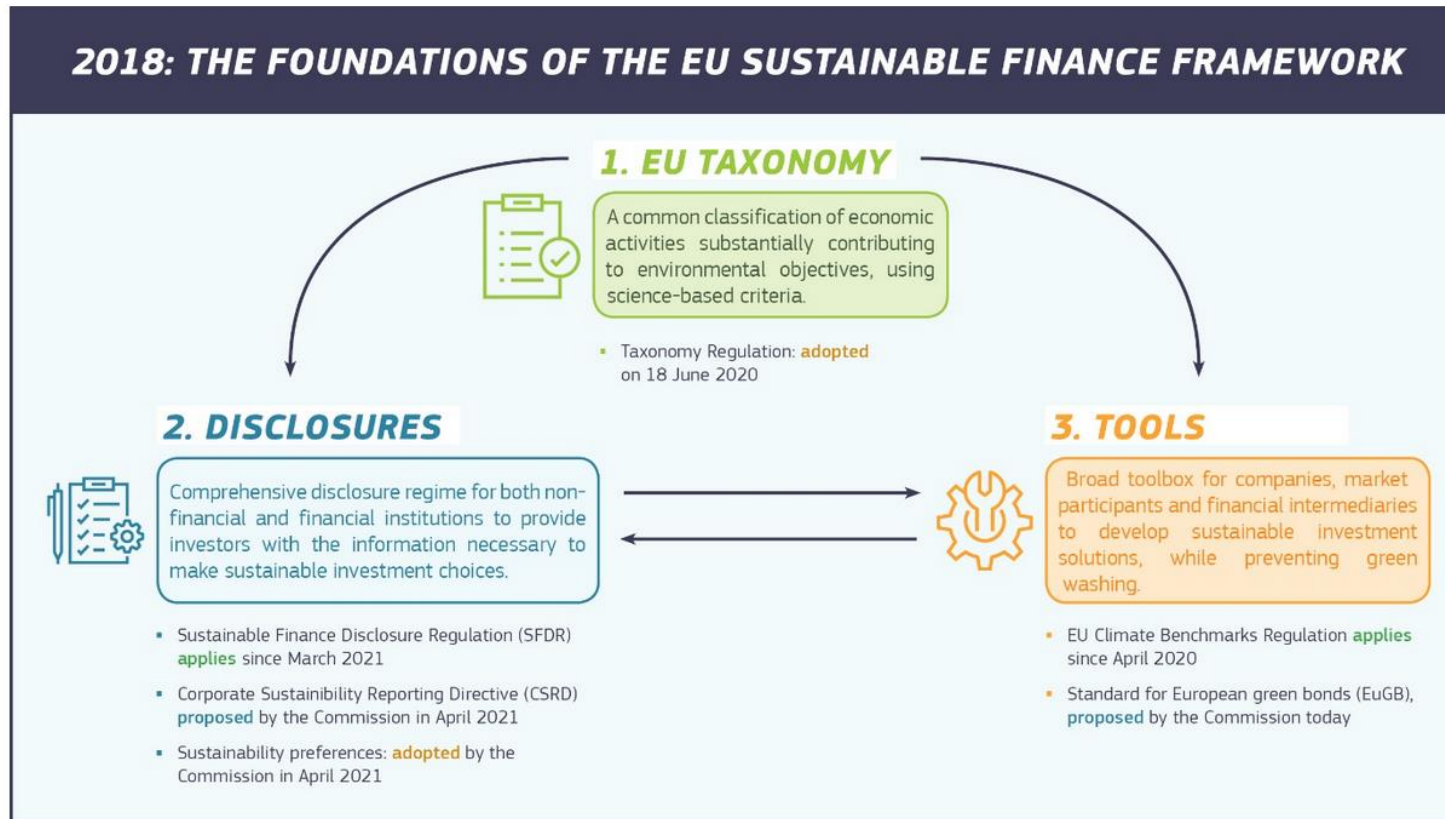 2018: THE FOUNDATIONS OF THE EU SUSTAINABLE FINANCE FRAMEWORK
1. EU TAXONOMY
A common classification of economic
activities substantially contributing
to environmental objectives, using
science-based criteria.
▪ Taxonomy Regulation: adopted
on 18 June 2020
2. DISCLOSURES
Comprehensive disclosure regime for both non-
financial and financial institutions to provide
investors with the information necessary to
make sustainable investment choices.
▪ Sustainable Finance Disclosure Regulation (SFDR)
applies since March 2021
▪ Corporate Sustainibility Reporting Directive (CSRD)
proposed by the Commission in April 2021
▪ Sustainability preferences: adopted by the
Commission in April 2021
3. TOOLS
Broad toolbox for companies, market
participants and financial intermediaries
to develop sustainable investment
solutions, while preventing green
washing.
▪ EU Climate Benchmarks Regulation applies
since April 2020
▪ Standard for European green bonds (EuGB),
proposed by the Commission today